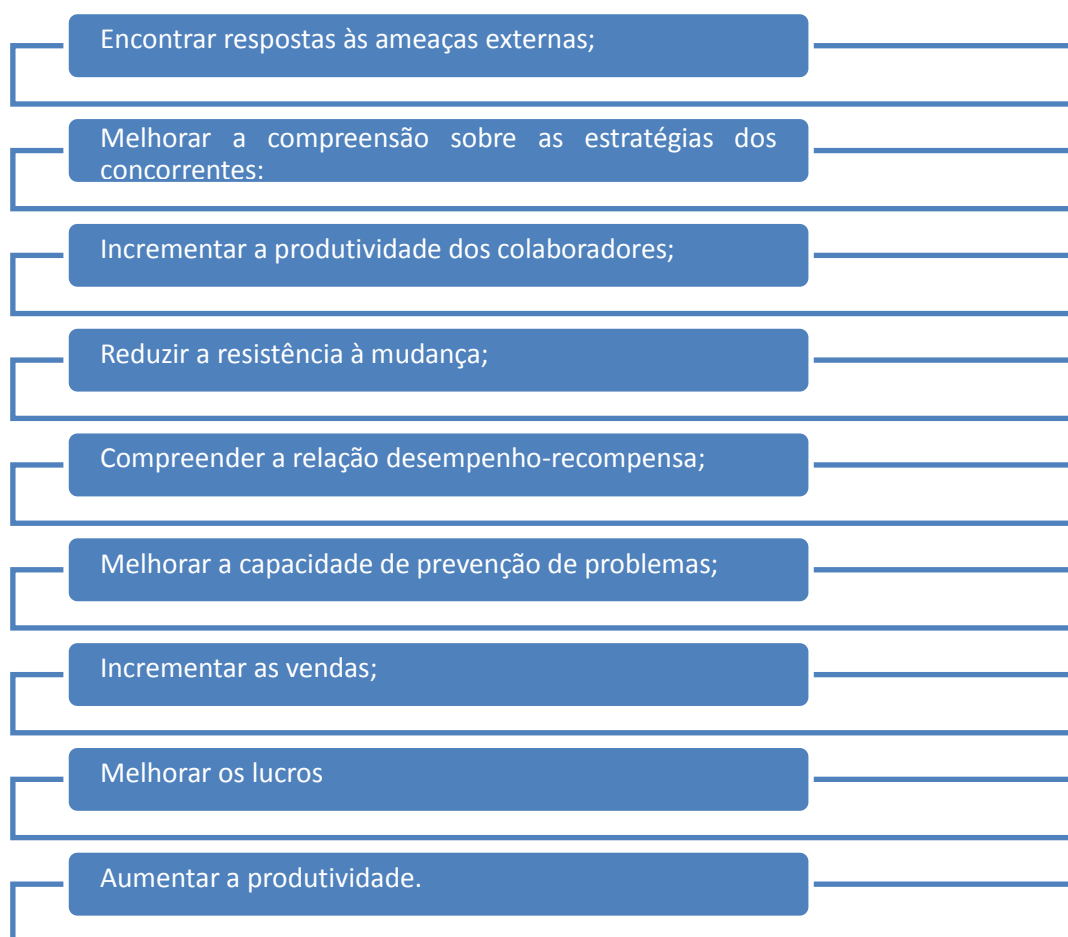 Encontrar respostas às ameaças externas;
Melhorar a compreensão sobre as estratégias dos
concorrentes:
Incrementar a produtividade dos colaboradores;
Reduzir a resistência à mudança;
Compreender a relação desempenho-recompensa;
Melhorar a capacidade de prevenção de problemas;
Incrementar as vendas;
Melhorar os lucros
Aumentar a produtividade.